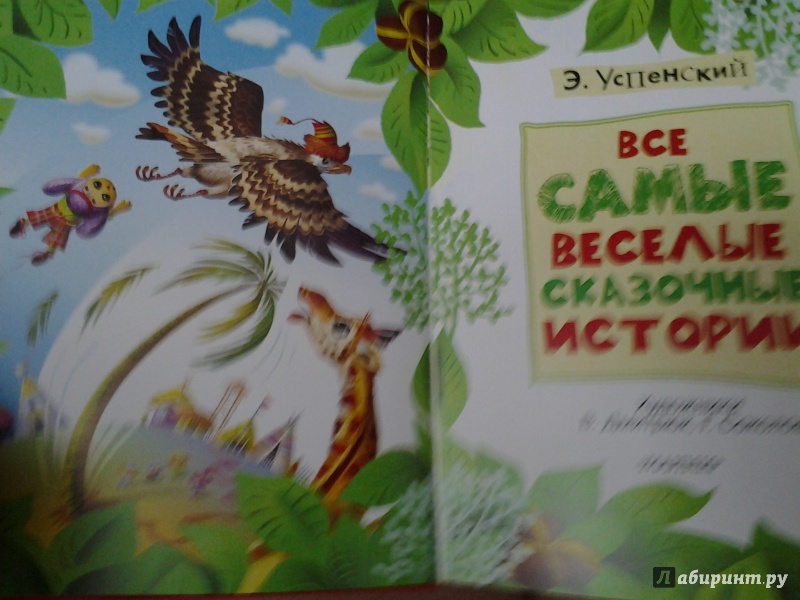 Э. Успенский
ВСЕ
САМЫЕ
ВЕСЕЛЫЕ
СКАЗОЧНЫЕ
ИСТОРИИ
Лабиринт.ру